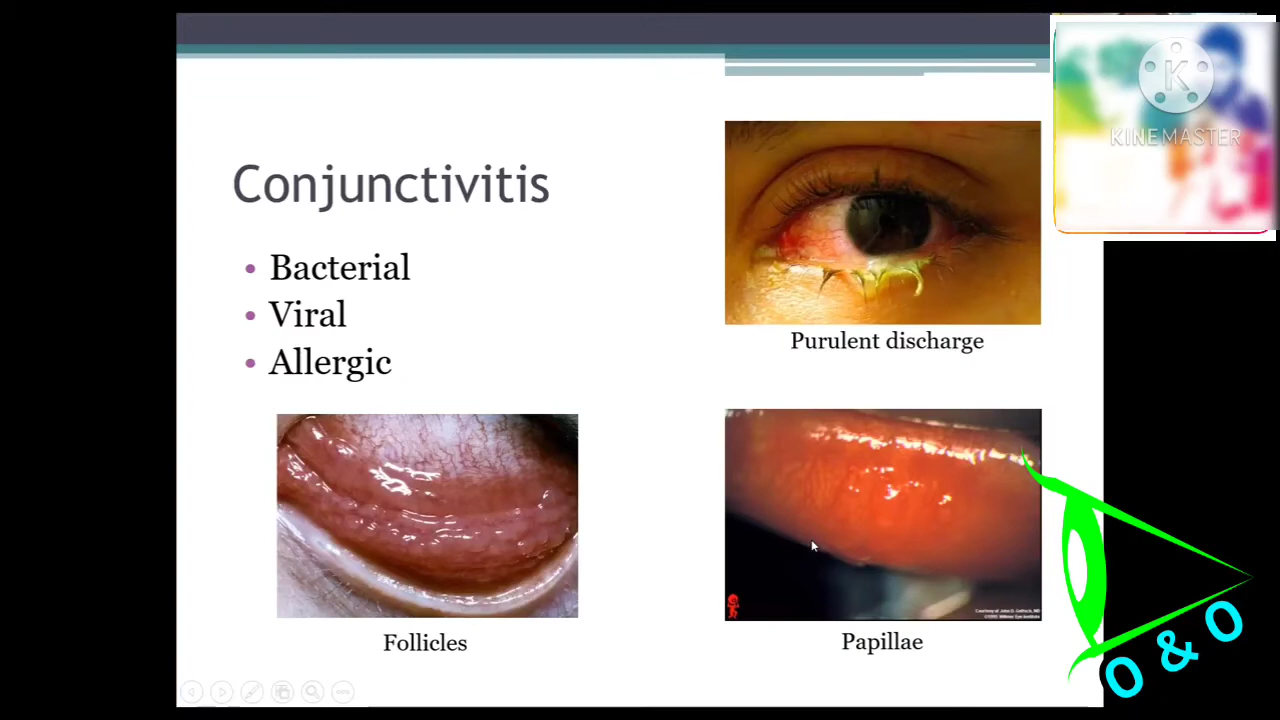 KINEMASTER
Conjunctivitis
• Bacterial
• Viral
• Allergic
Purulent discharge
Follicles
Papillae
O & O